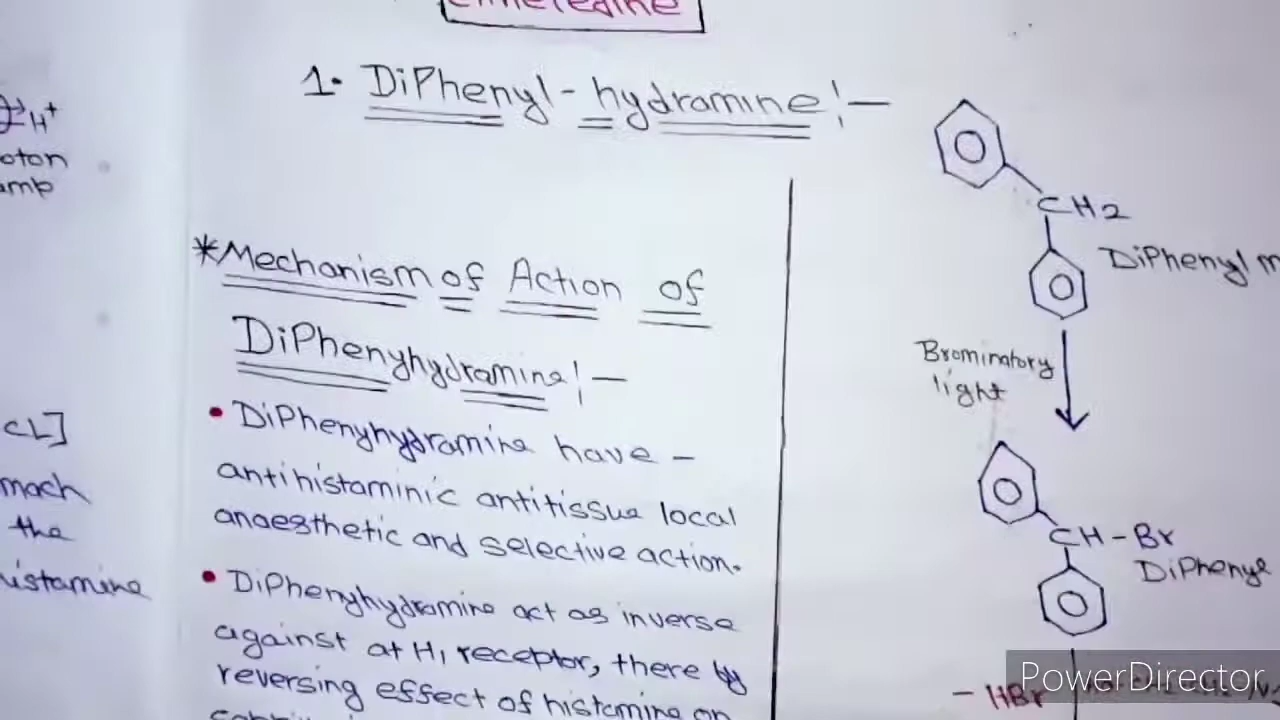 cimetedine
1. DiPhenyl - hydramine :-
H+
oton
amp
*Mechanism of Action of
DiPhenyhydramine :-
• DiPhenyhydramine have -
antihistaminic antitissue local
anaesthetic and selective action.
• DiPhenyhydramine act as inverse
against at H1 receptor, there by
reversing effect of histamine on
CL]
mach
the
istamine
CH2
DiPhenyl m
Brominatory
light
CH - Br
DiPhenyl
- HBr
PowerDirector